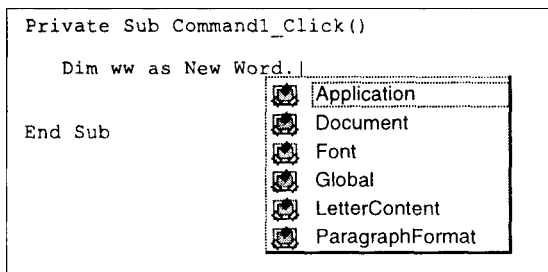 Private Sub Command1_Click()
Dim ww as New Word.
Application
Document
End Sub
Font
Global
LetterContent
ParagraphFormat